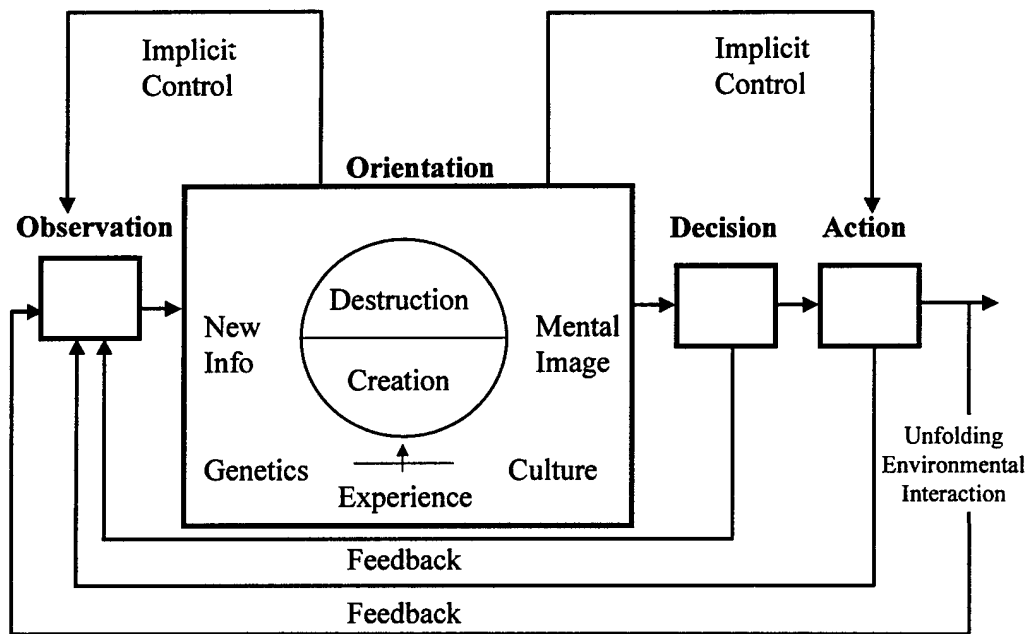 Implicit
Control
Implicit
Control
Orientation
Observation
Decision
Action
Destruction
Creation
New
Info
Mental
Image
Genetics
Experience
Culture
Unfolding
Environmental
Interaction
Feedback
Feedback